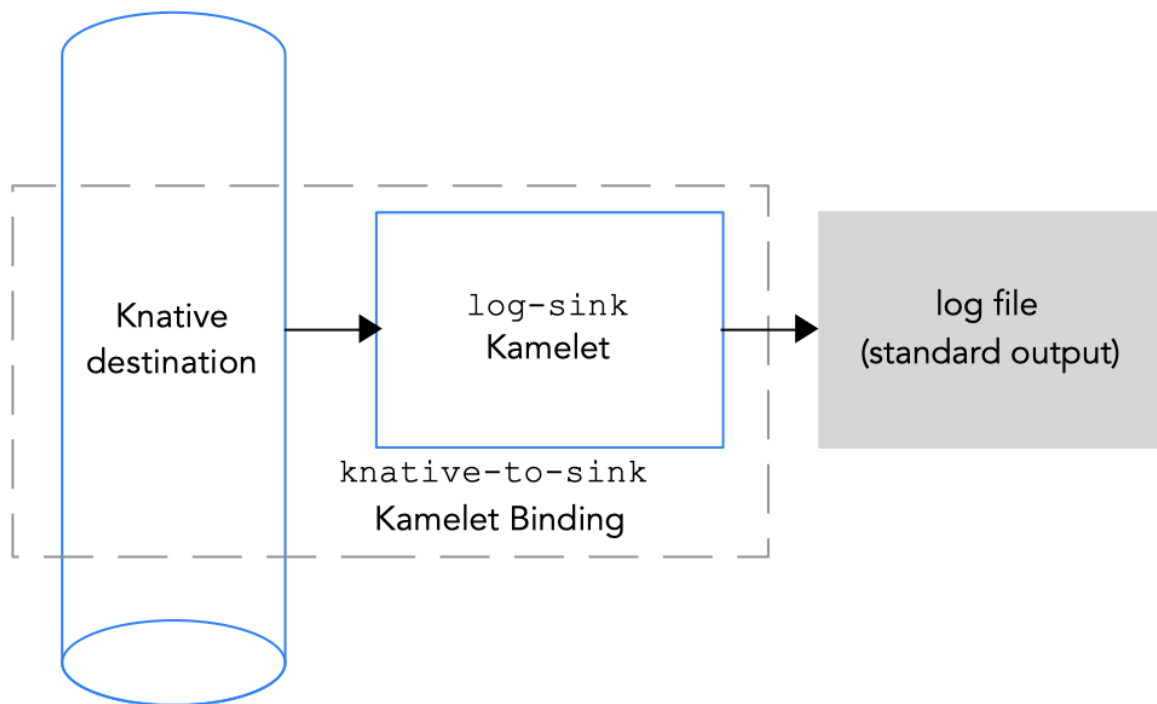 Knative
destination
log-sink
Kamelet
knative-to-sink
Kamelet Binding
log file
(standard output)